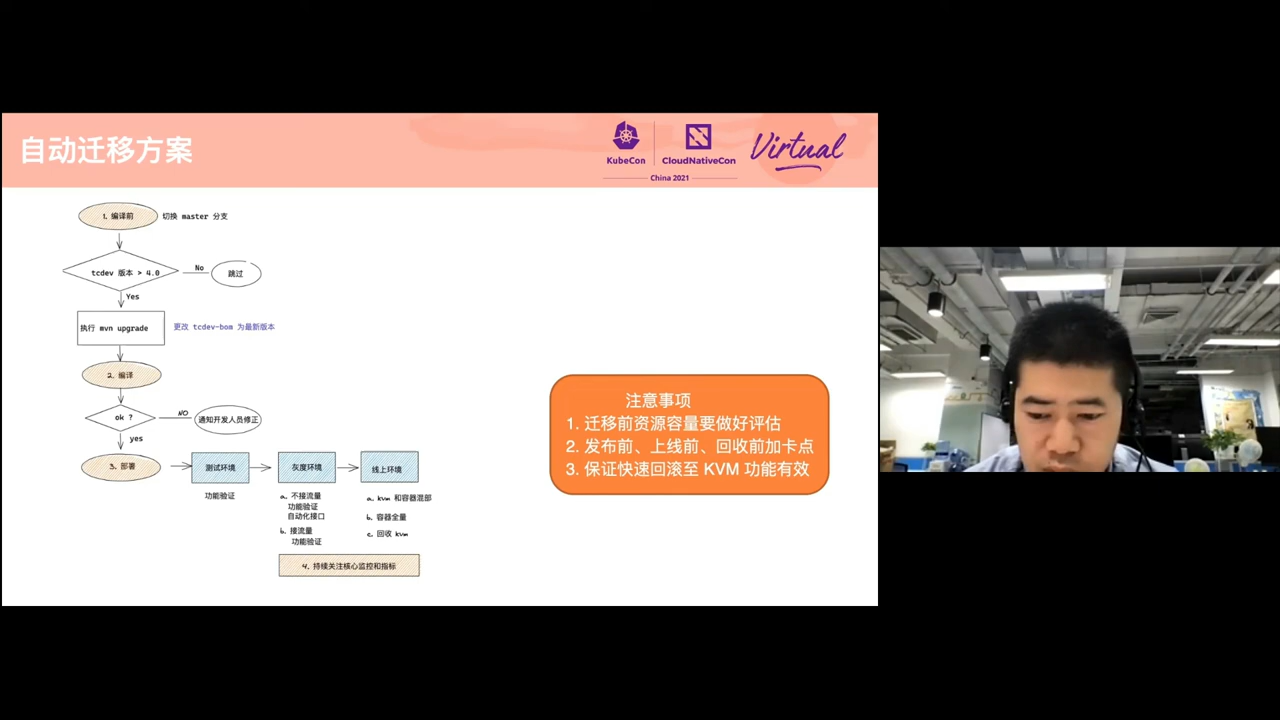 自动迁移方案
KubeCon
CloudNativeCon
China 2021
Virtual
1. 编译前
切换 master 分支
tcdev 版本 > 4.0
No
跳过
Yes
执行 mvn upgrade
更改 tcdev-bom 为最新版本
2. 编译
ok ?
NO
通知开发人员修正
yes
3. 部署
测试环境
灰度环境
线上环境
功能验证
a. 不接流量
功能验证
自动化接口
b. 接流量
功能验证
a. kvm 和容器混部
b. 容器全量
c. 回收 kvm
4. 持续关注核心监控和指标
注意事项
1. 迁移前资源容量要做好评估
2. 发布前、上线前、回收前加卡点
3. 保证快速回滚至 KVM 功能有效